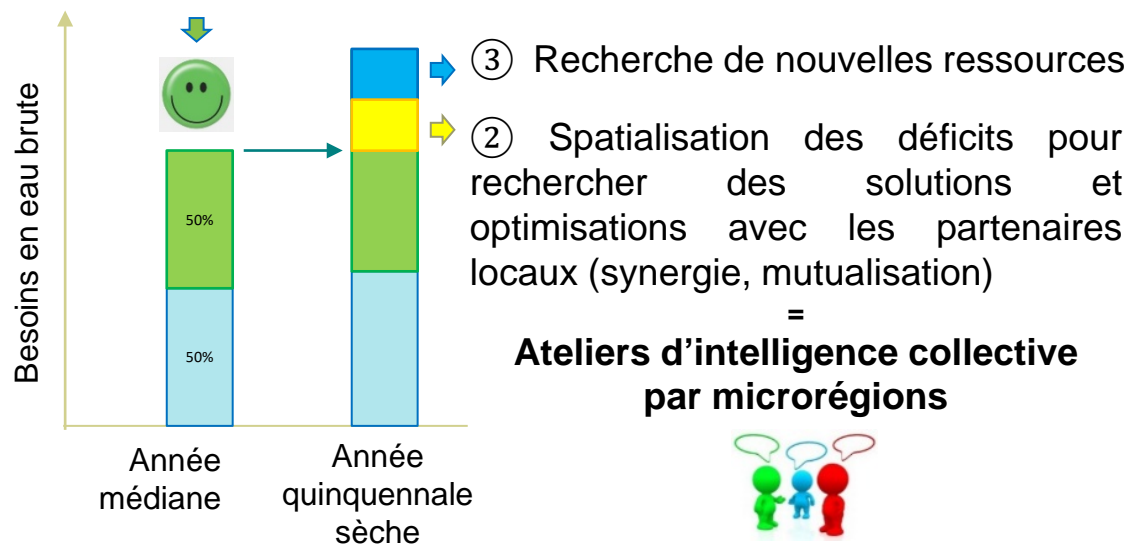 Besoins en eau brute
50%
50%
Année
médiane
Année
quinquennale
sèche
③ Recherche de nouvelles ressources
② Spatialisation des déficits pour
rechercher des solutions et
optimisations avec les partenaires
locaux (synergie, mutualisation)
=
Ateliers d’intelligence collective
par microrégions